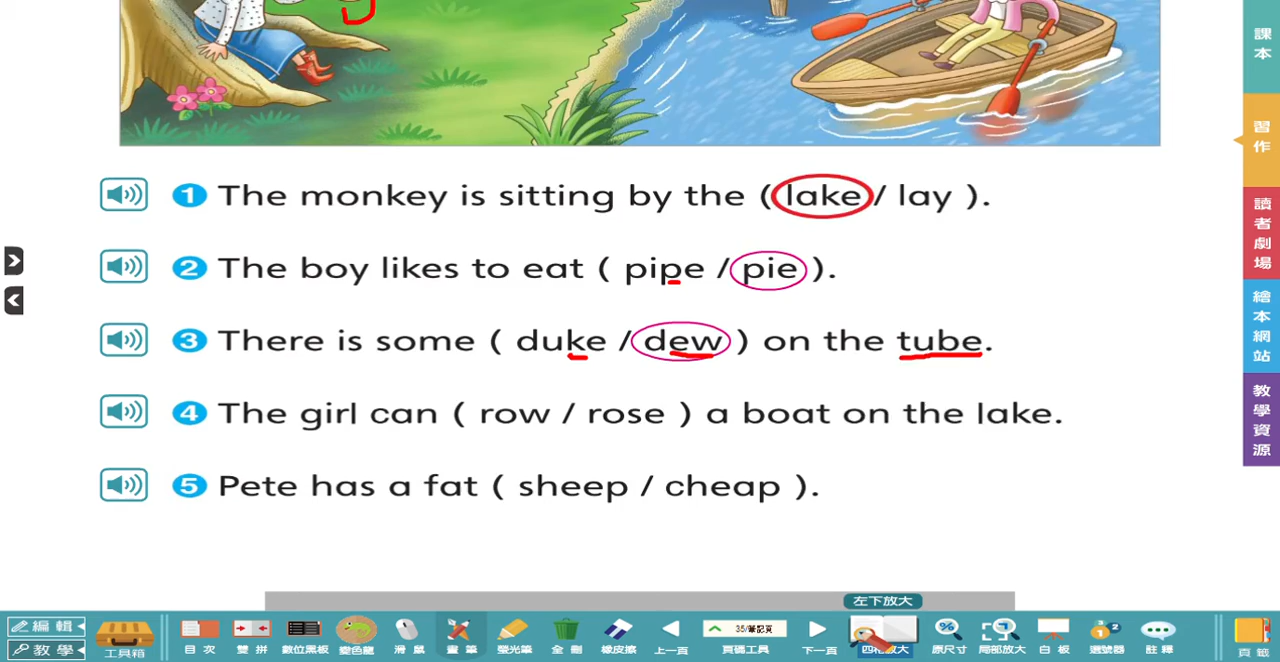 1 The monkey is sitting by the ( lake / lay ).
2 The boy likes to eat ( pipe / pie ).
3 There is some ( duke / dew ) on the tube.
4 The girl can ( row / rose ) a boat on the lake.
5 Pete has a fat ( sheep / cheap ).
課本
習作
讀者劇場
繪本網站
教學資源
左下放大
編輯
教學
工具箱
目次
雙拼
數位黑板
變色龍
滑鼠
畫筆
螢光筆
全刪
橡皮擦
上一頁
35/筆記頁
頁碼工具
下一頁
四格放大
原尺寸
局部放大
白板
選號器
註釋
頁籤